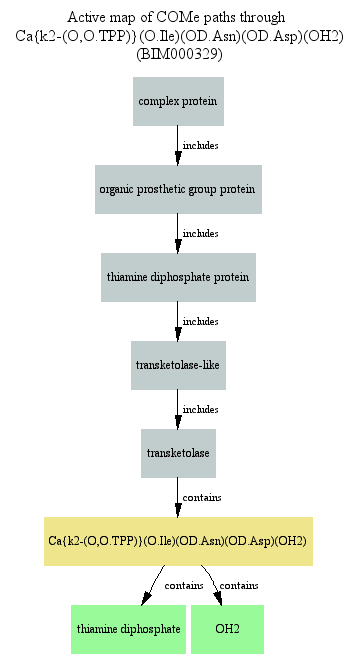 Active map of COMe paths through
Ca{k2-(O,O.TPP)}(O.Ile)(OD.Asn)(OD.Asp)(OH2)
(BIM000329)
complex protein
includes
organic prosthetic group protein
includes
thiamine diphosphate protein
includes
transketolase-like
includes
transketolase
contains
Ca{k2-(O,O.TPP)}(O.Ile)(OD.Asn)(OD.Asp)(OH2)
contains contains
thiamine diphosphate OH2